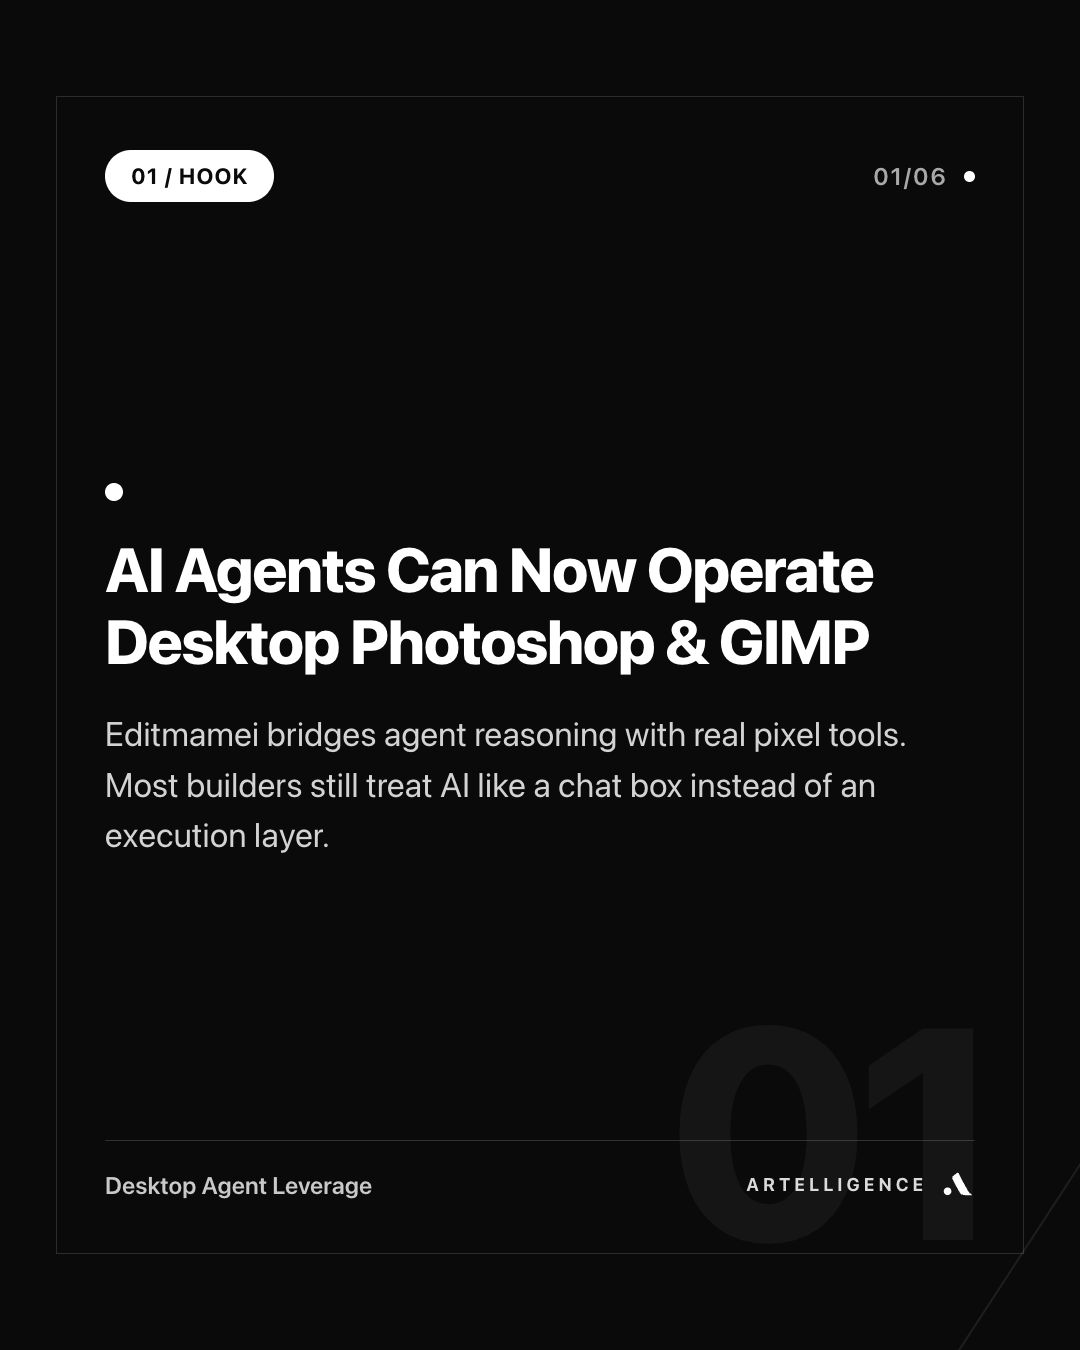 01 / HOOK
01/06
AI Agents Can Now Operate
Desktop Photoshop & GIMP
Editmamei bridges agent reasoning with real pixel tools.
Most builders still treat AI like a chat box instead of an
execution layer.
01
Desktop Agent Leverage
ARTELLIGENCE